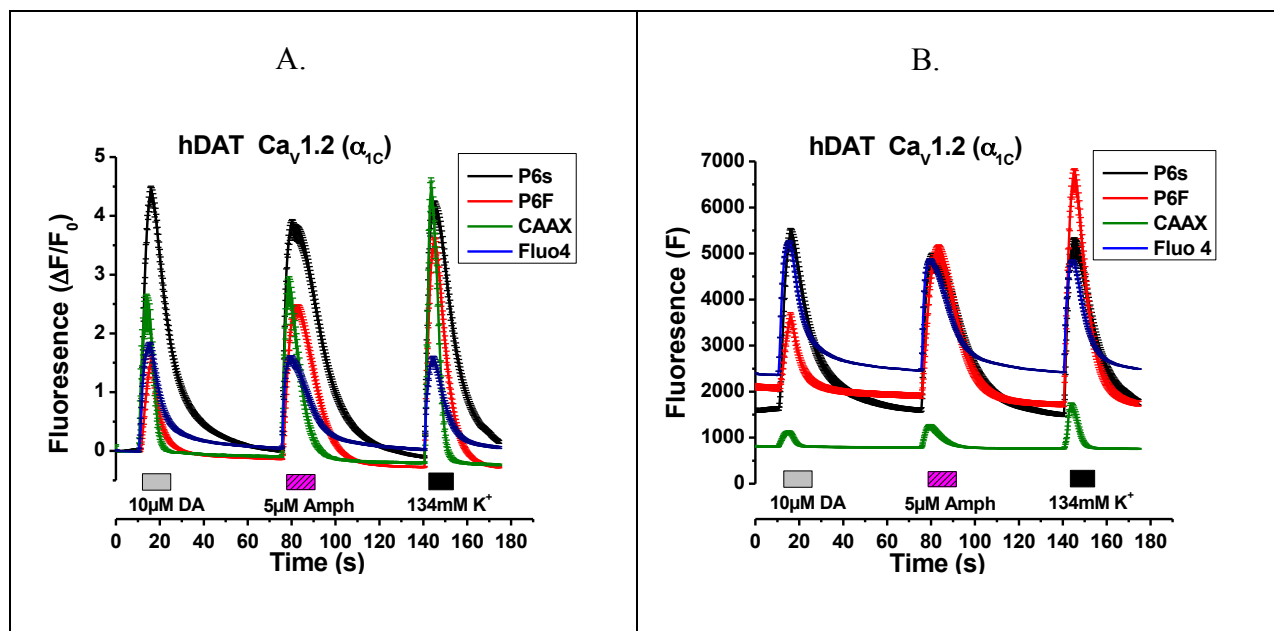 A.
hDAT Cav1.2 (α1C)
P6s
P6F
CAAX
Fluo4
Fluoresence (ΔF/F0)
5
4
3
2
1
0
10µM DA
5µM Amph
134mM K+
0 20 40 60 80 100 120 140 160 180
Time (s)
B.
hDAT Cav1.2 (α1C)
P6s
P6F
CAAX
Fluo 4
Fluoresence (F)
7000
6000
5000
4000
3000
2000
1000
0
10µM DA
5µM Amph
134mM K+
0 20 40 60 80 100 120 140 160 180
Time (s)